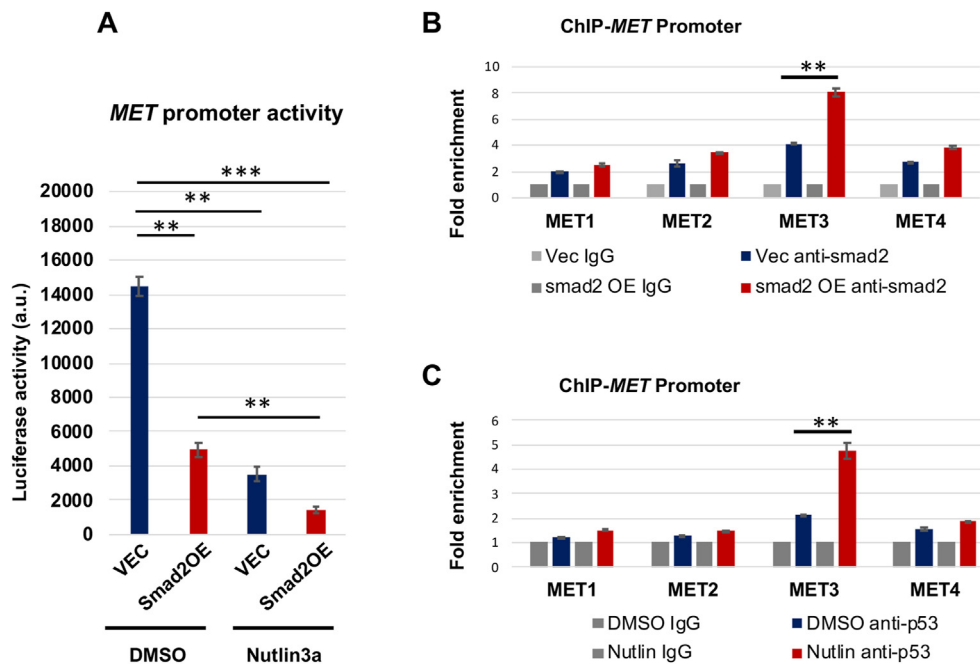 A
MET promoter activity
Luciferase activity (a.u.)
20000
18000
16000
14000
12000
10000
8000
6000
4000
2000
0
***
**
**
**
VEC
Smad2OE
VEC
Smad2OE
DMSO
Nutlin3a
B
ChIP-MET Promoter
Fold enrichment
10
8
6
4
2
0
**
MET1 MET2 MET3 MET4
Vec IgG
Vec anti-smad2
smad2 OE IgG
smad2 OE anti-smad2
C
ChIP-MET Promoter
Fold enrichment
6
5
4
3
2
1
0
**
MET1 MET2 MET3 MET4
DMSO IgG
DMSO anti-p53
Nutlin IgG
Nutlin anti-p53